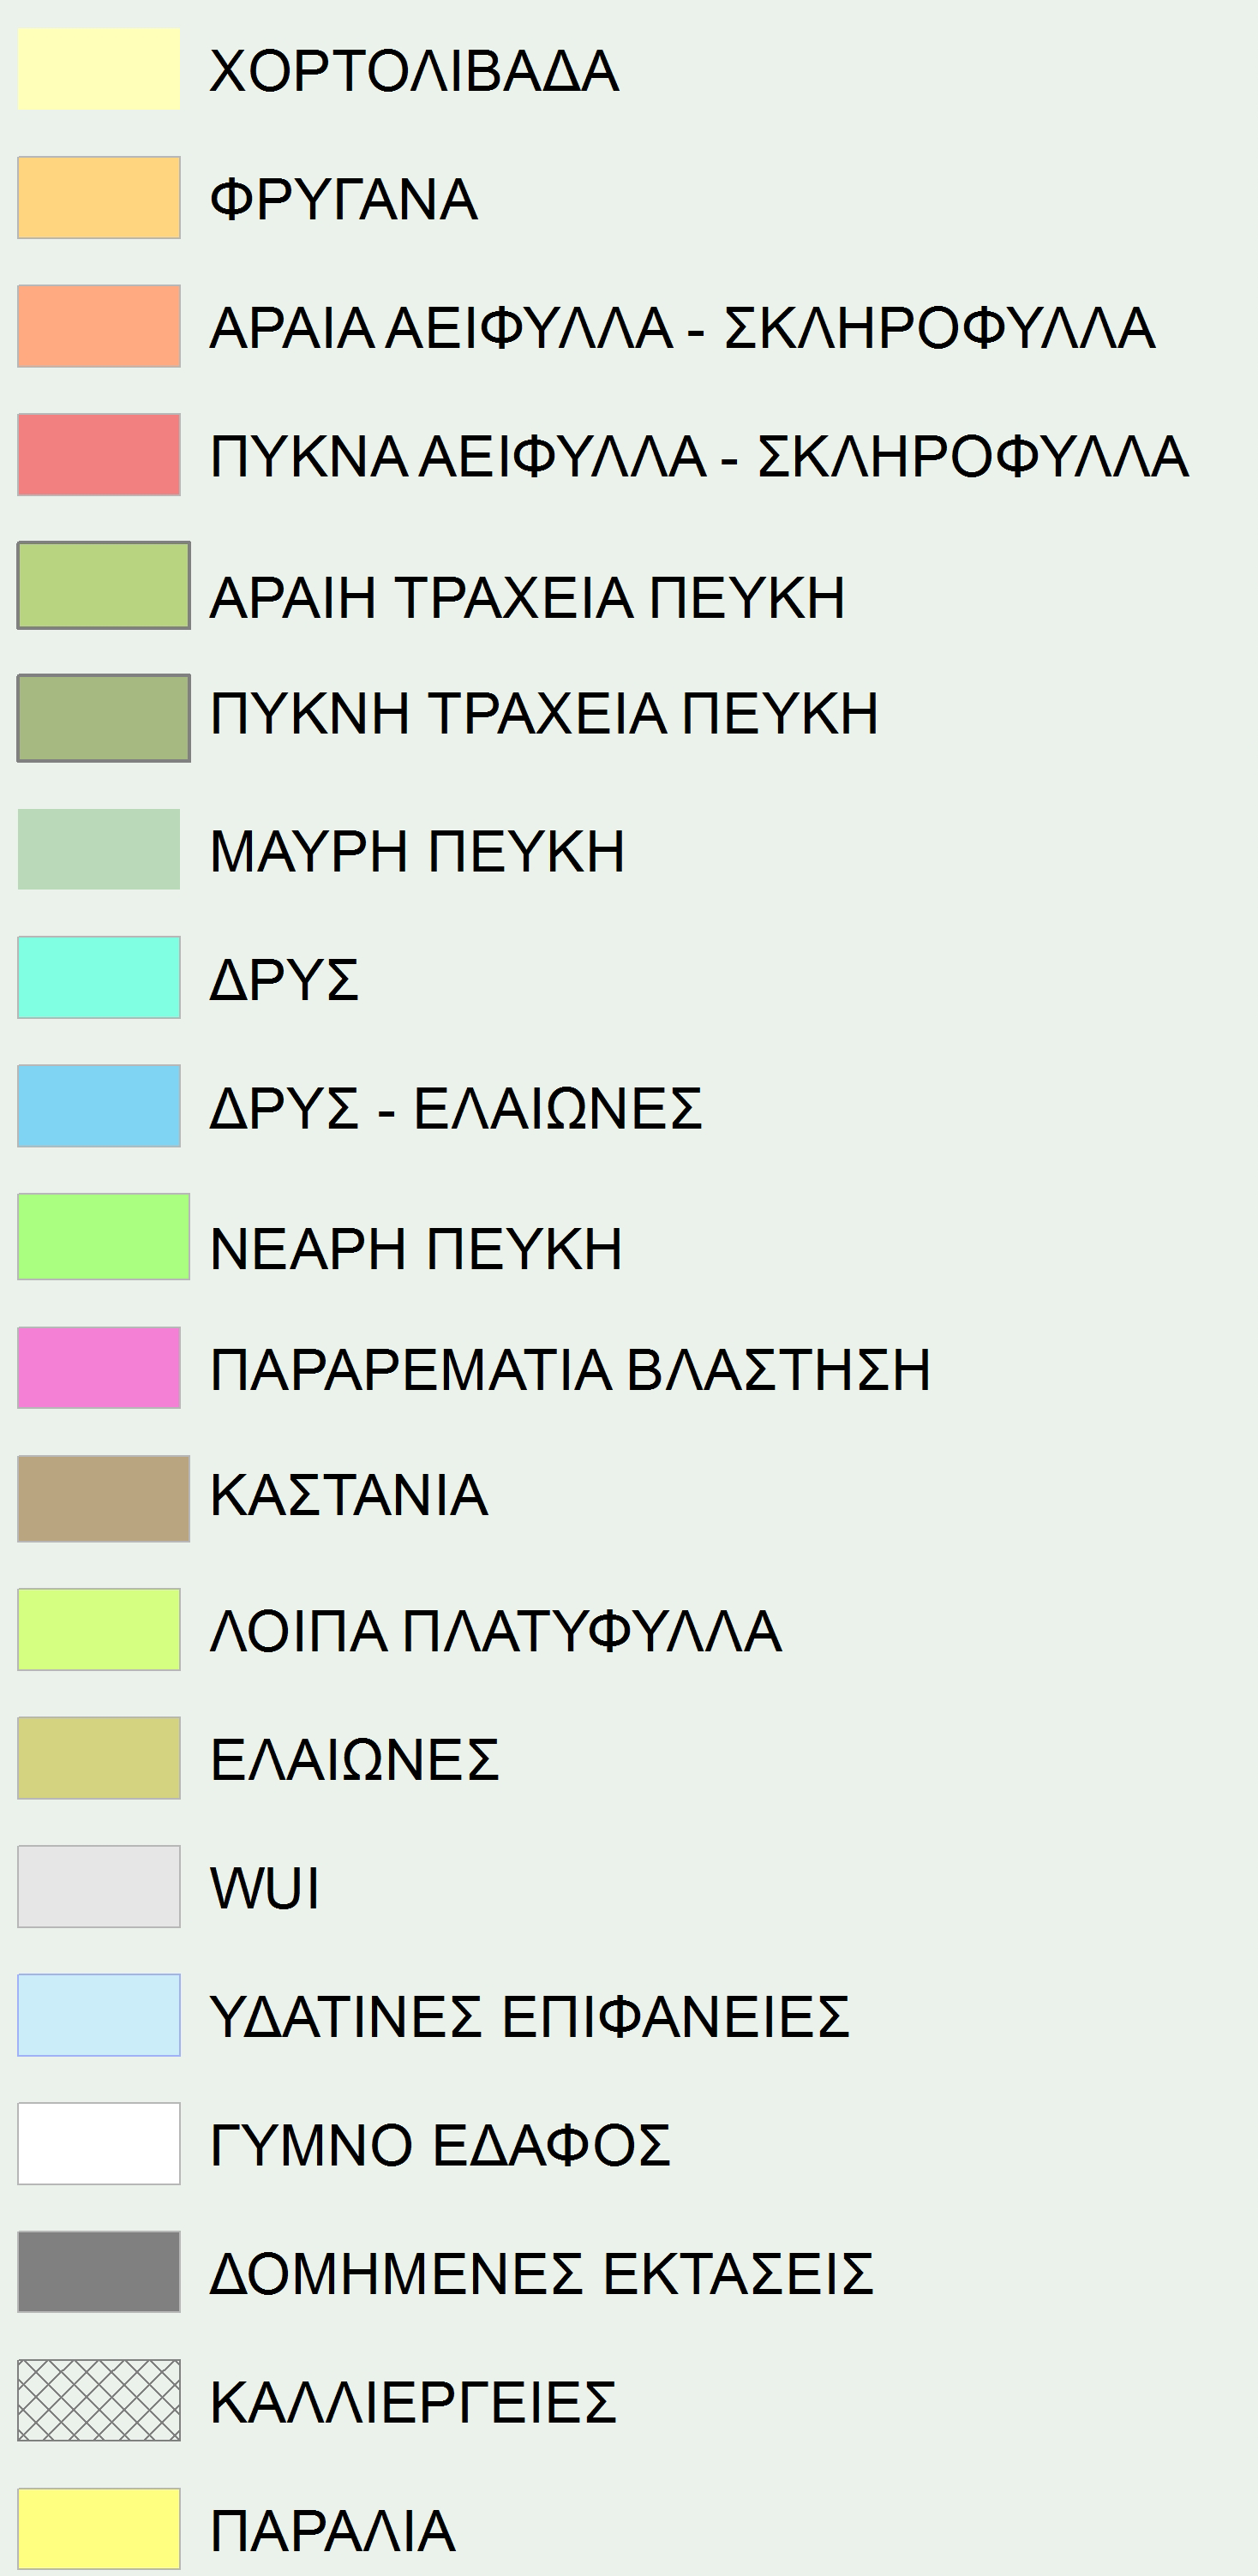 ΧΟΡΤΟΛΙΒΑΔΑ
ΦΡΥΓΑΝΑ
ΑΡΑΙΑ ΑΕΙΦΥΛΛΑ - ΣΚΛΗΡΟΦΥΛΛΑ
ΠΥΚΝΑ ΑΕΙΦΥΛΛΑ - ΣΚΛΗΡΟΦΥΛΛΑ
ΑΡΑΙΗ ΤΡΑΧΕΙΑ ΠΕΥΚΗ
ΠΥΚΝΗ ΤΡΑΧΕΙΑ ΠΕΥΚΗ
ΜΑΥΡΗ ΠΕΥΚΗ
ΔΡΥΣ
ΔΡΥΣ - ΕΛΑΙΩΝΕΣ
ΝΕΑΡΗ ΠΕΥΚΗ
ΠΑΡΑΡΕΜΑΤΙΑ ΒΛΑΣΤΗΣΗ
ΚΑΣΤΑΝΙΑ
ΛΟΙΠΑ ΠΛΑΤΥΦΥΛΛΑ
ΕΛΑΙΩΝΕΣ
WUI
ΥΔΑΤΙΝΕΣ ΕΠΙΦΑΝΕΙΕΣ
ΓΥΜΝΟ ΕΔΑΦΟΣ
ΔΟΜΗΜΕΝΕΣ ΕΚΤΑΣΕΙΣ
ΚΑΛΛΙΕΡΓΕΙΕΣ
ΠΑΡΑΛΙΑ